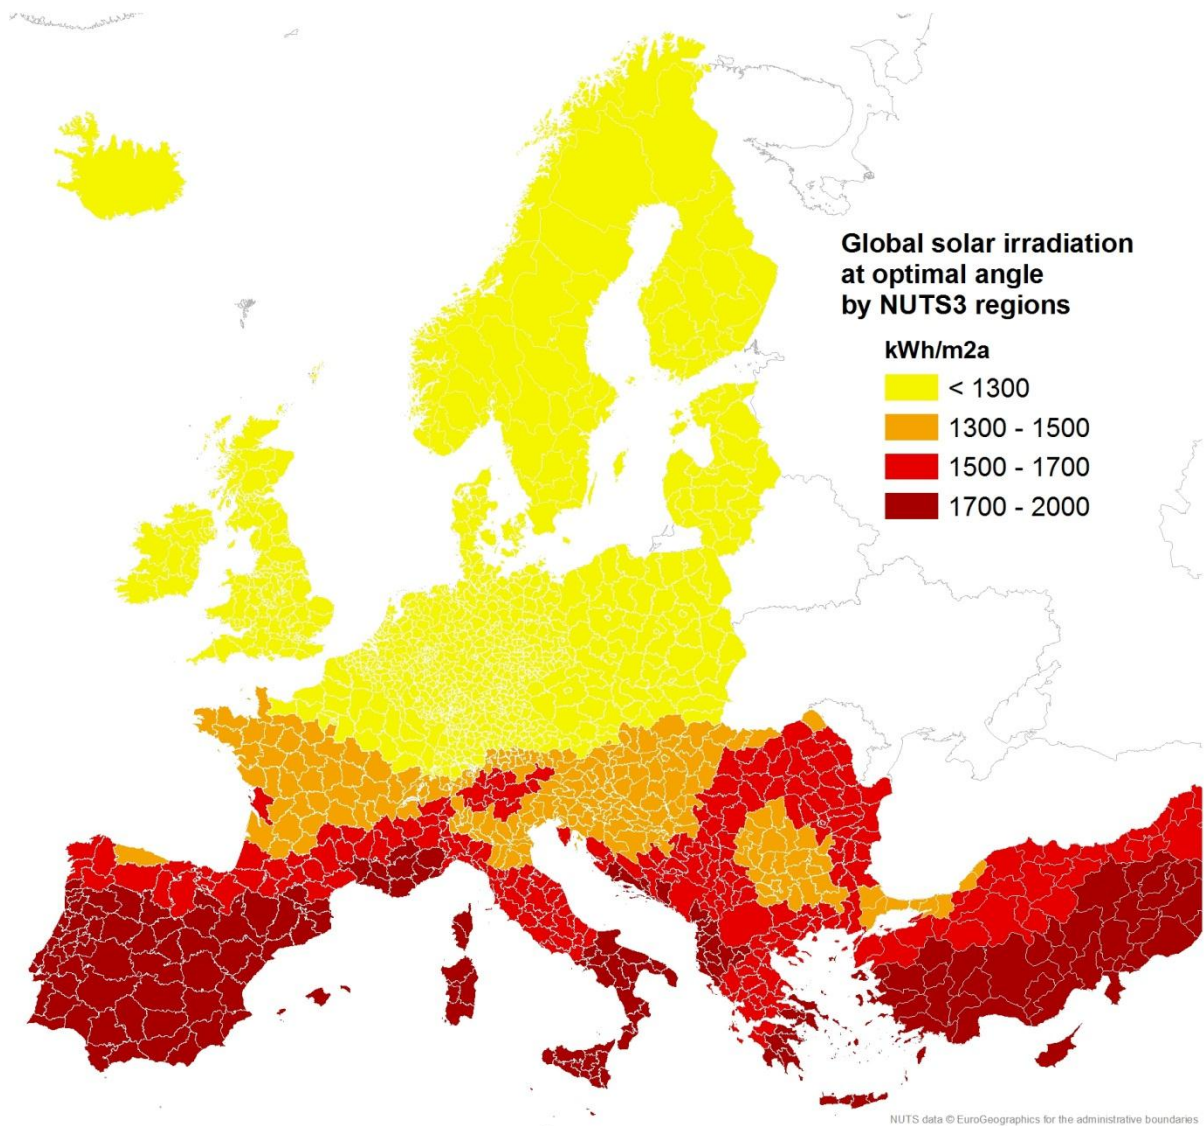 Global solar irradiation
at optimal angle
by NUTS3 regions
kWh/m2a
< 1300
1300 - 1500
1500 - 1700
1700 - 2000
NUTS data © EuroGeographics for the administrative boundaries